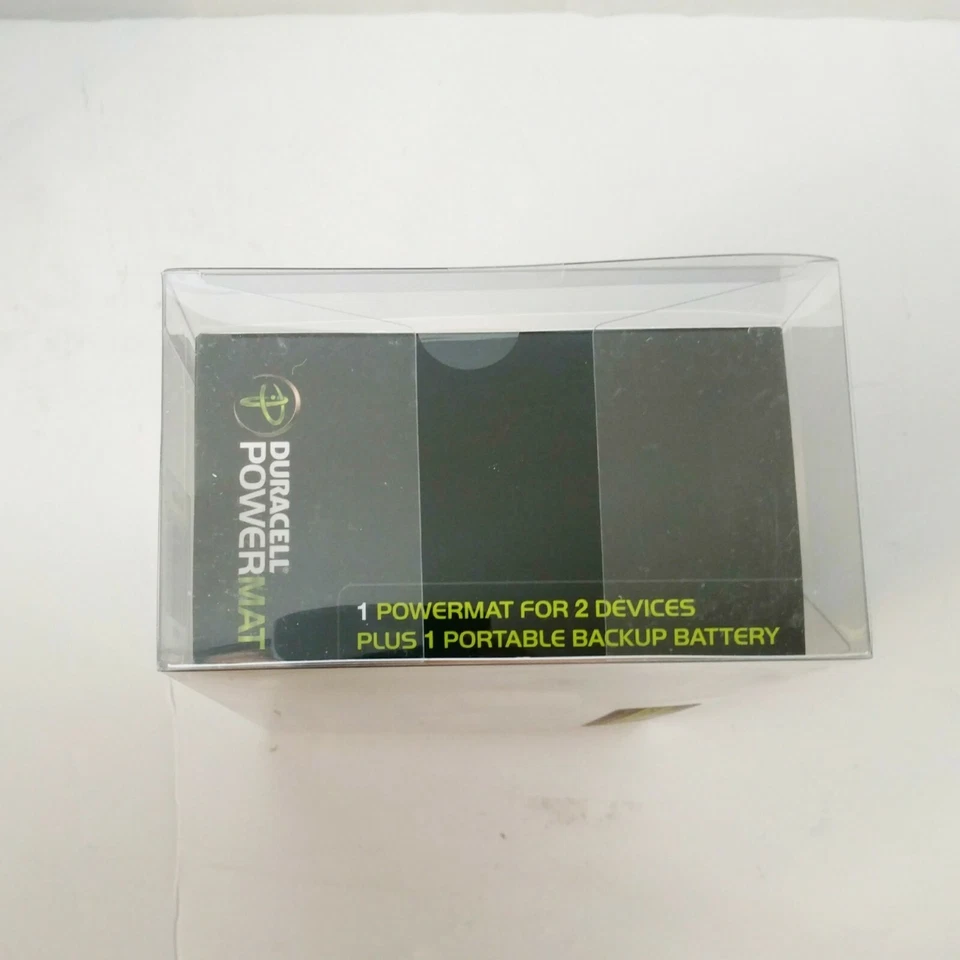 DURACELL®
POWERMAT
1 POWERMAT FOR 2 DEVICES
PLUS 1 PORTABLE BACKUP BATTERY